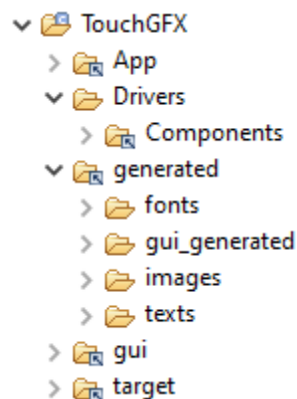 TouchGFX
App
Drivers
Components
generated
fonts
gui_generated
images
texts
gui
target